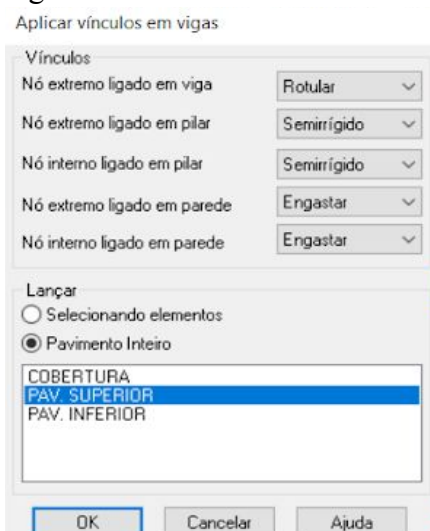 Aplicar vínculos em vigas
Vínculos
Nó extremo ligado em viga Rotular
Nó extremo ligado em pilar Semirrígido
Nó interno ligado em pilar Semirrígido
Nó extremo ligado em parede Engastar
Nó interno ligado em parede Engastar
Lançar
Selecionando elementos
Pavimento Inteiro
COBERTURA
PAV. SUPERIOR
PAV. INFERIOR
OK Cancelar Ajuda